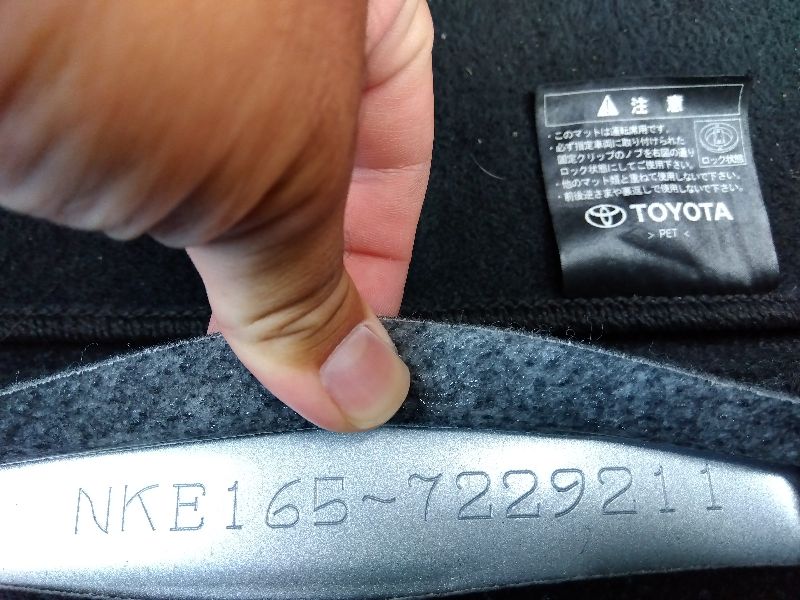 注意
・このマットは運転席用です。
・必ず指定車両に取り付けられた
固定クリップのノブを右図の通り
ロック状態にしてご使用下さい。
・他のマット類と重ねて使用しないで下さい。
・前後逆さまや裏返しで使用しないで下さい。
ロック状態
TOYOTA
> PET <
NKE165-7229211